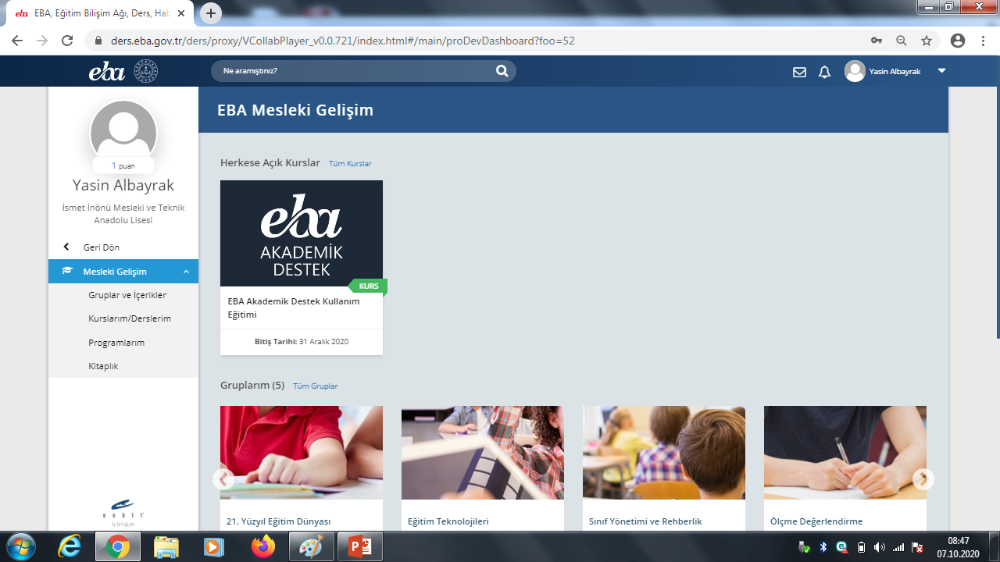 eba EBA, Eğitim Bilişim Ağı, Ders, Hab
ders.eba.gov.tr/ders/proxy/VCollabPlayer_v0.0.721/index.html#/main/proDevDashboard?foo=52
eba
Ne aramıştınız?
Yasin Albayrak
1 puan
Yasin Albayrak
İsmet İnönü Mesleki ve Teknik
Anadolu Lisesi
Geri Dön
Mesleki Gelişim
Gruplar ve İçerikler
Kurslarım/Derslerim
Programlarım
Kitaplık
sebit
iş birliğiyle
EBA Mesleki Gelişim
Herkese Açık Kurslar Tüm Kurslar
eba
AKADEMİK
DESTEK
KURS
EBA Akademik Destek Kullanım
Eğitimi
Bitiş Tarihi: 31 Aralık 2020
Gruplarım (5) Tüm Gruplar
21. Yüzyıl Eğitim Dünyası
Eğitim Teknolojileri
Sınıf Yönetimi ve Rehberlik
Ölçme Değerlendirme
08:47
07.10.2020